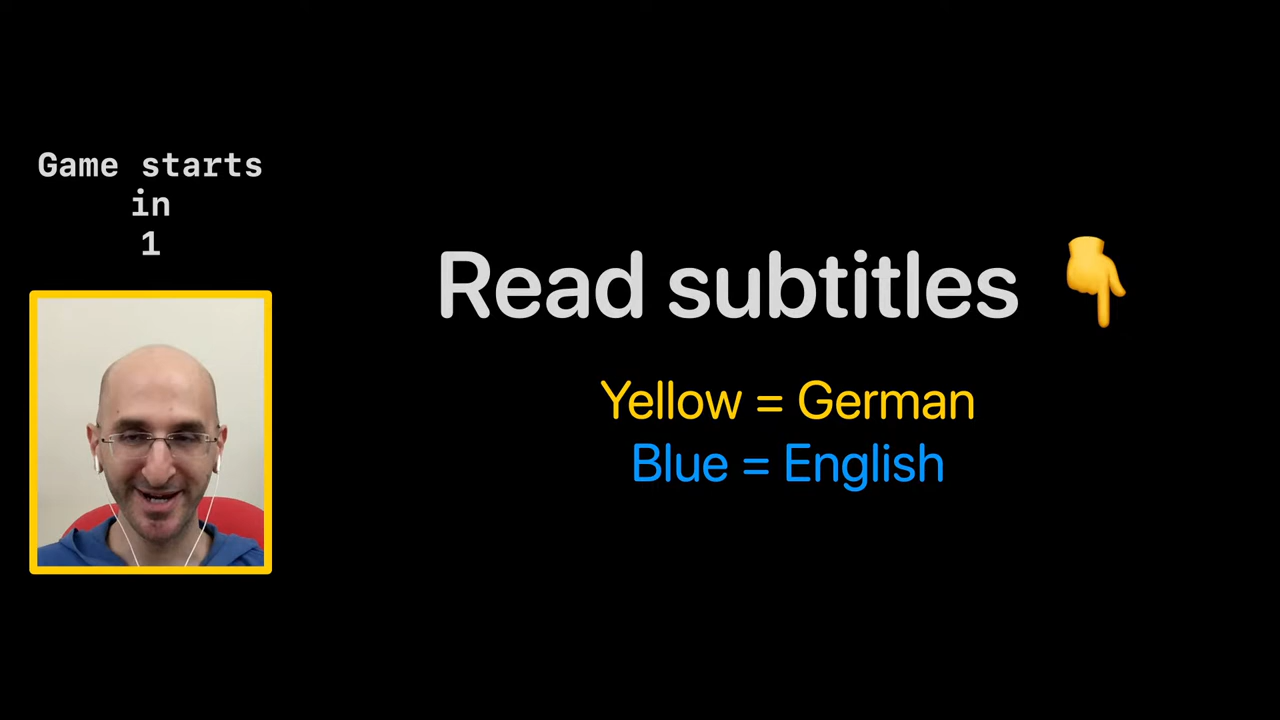 Game starts
in
1
Read subtitles 👇
Yellow = German
Blue = English